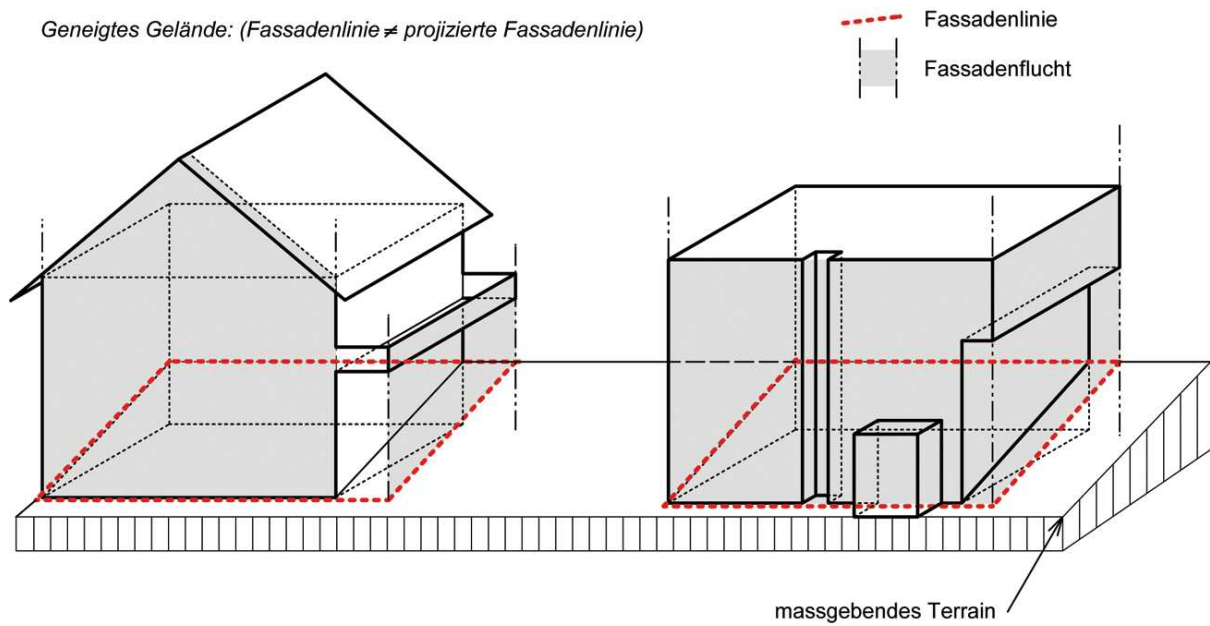 Geneigtes Gelände: (Fassadenlinie ≠ projizierte Fassadenlinie)
Fassadenlinie
Fassadenflucht
massgebendes Terrain